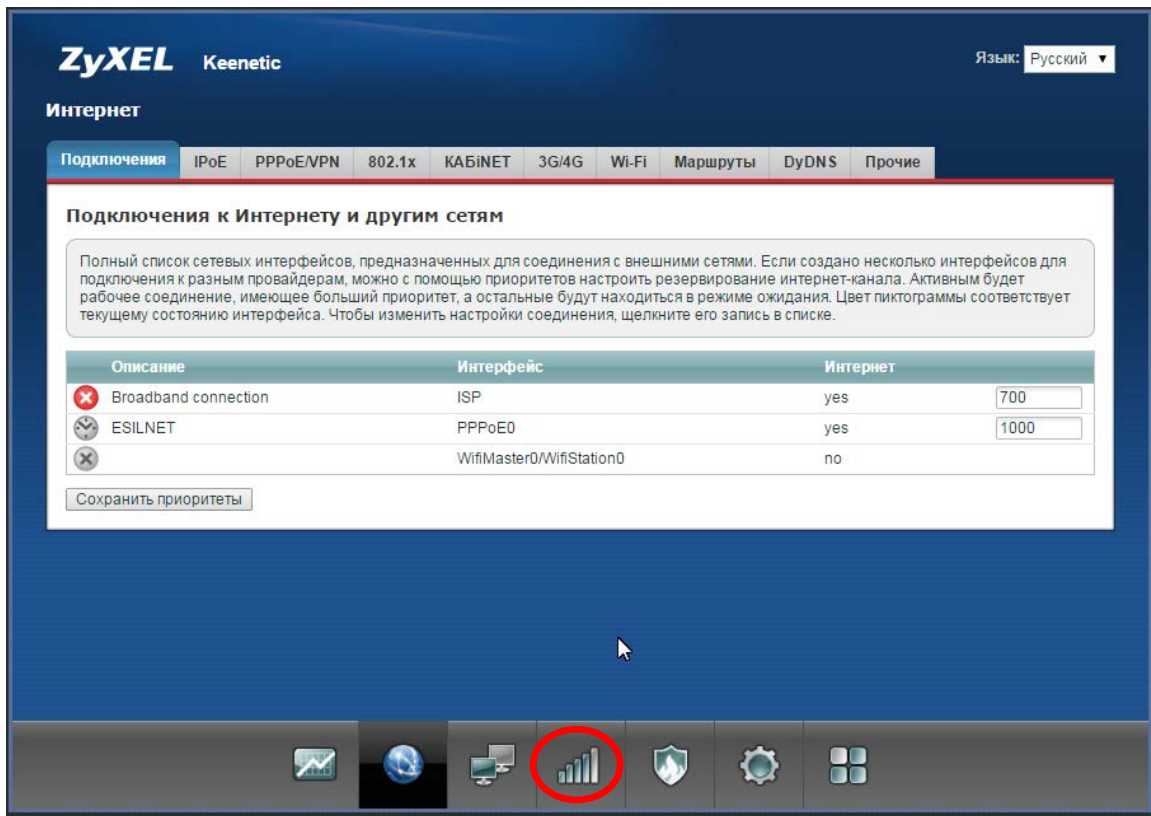 ZyXEL Keenetic
Язык: Русский
Интернет
Подключения IPoE PPPoE/VPN 802.1x КАБiNET 3G/4G Wi-Fi Маршруты DyDNS Прочие
Подключения к Интернету и другим сетям
Полный список сетевых интерфейсов, предназначенных для соединения с внешними сетями. Если создано несколько интерфейсов для
подключения к разным провайдерам, можно с помощью приоритетов настроить резервирование интернет-канала. Активным будет
рабочее соединение, имеющее больший приоритет, а остальные будут находиться в режиме ожидания. Цвет пиктограммы соответствует
текущему состоянию интерфейса. Чтобы изменить настройки соединения, щелкните его запись в списке.
Описание Интерфейс Интернет
Broadband connection ISP yes 700
ESILNET PPPoE0 yes 1000
WifiMaster0/WifiStation0 no
Сохранить приоритеты